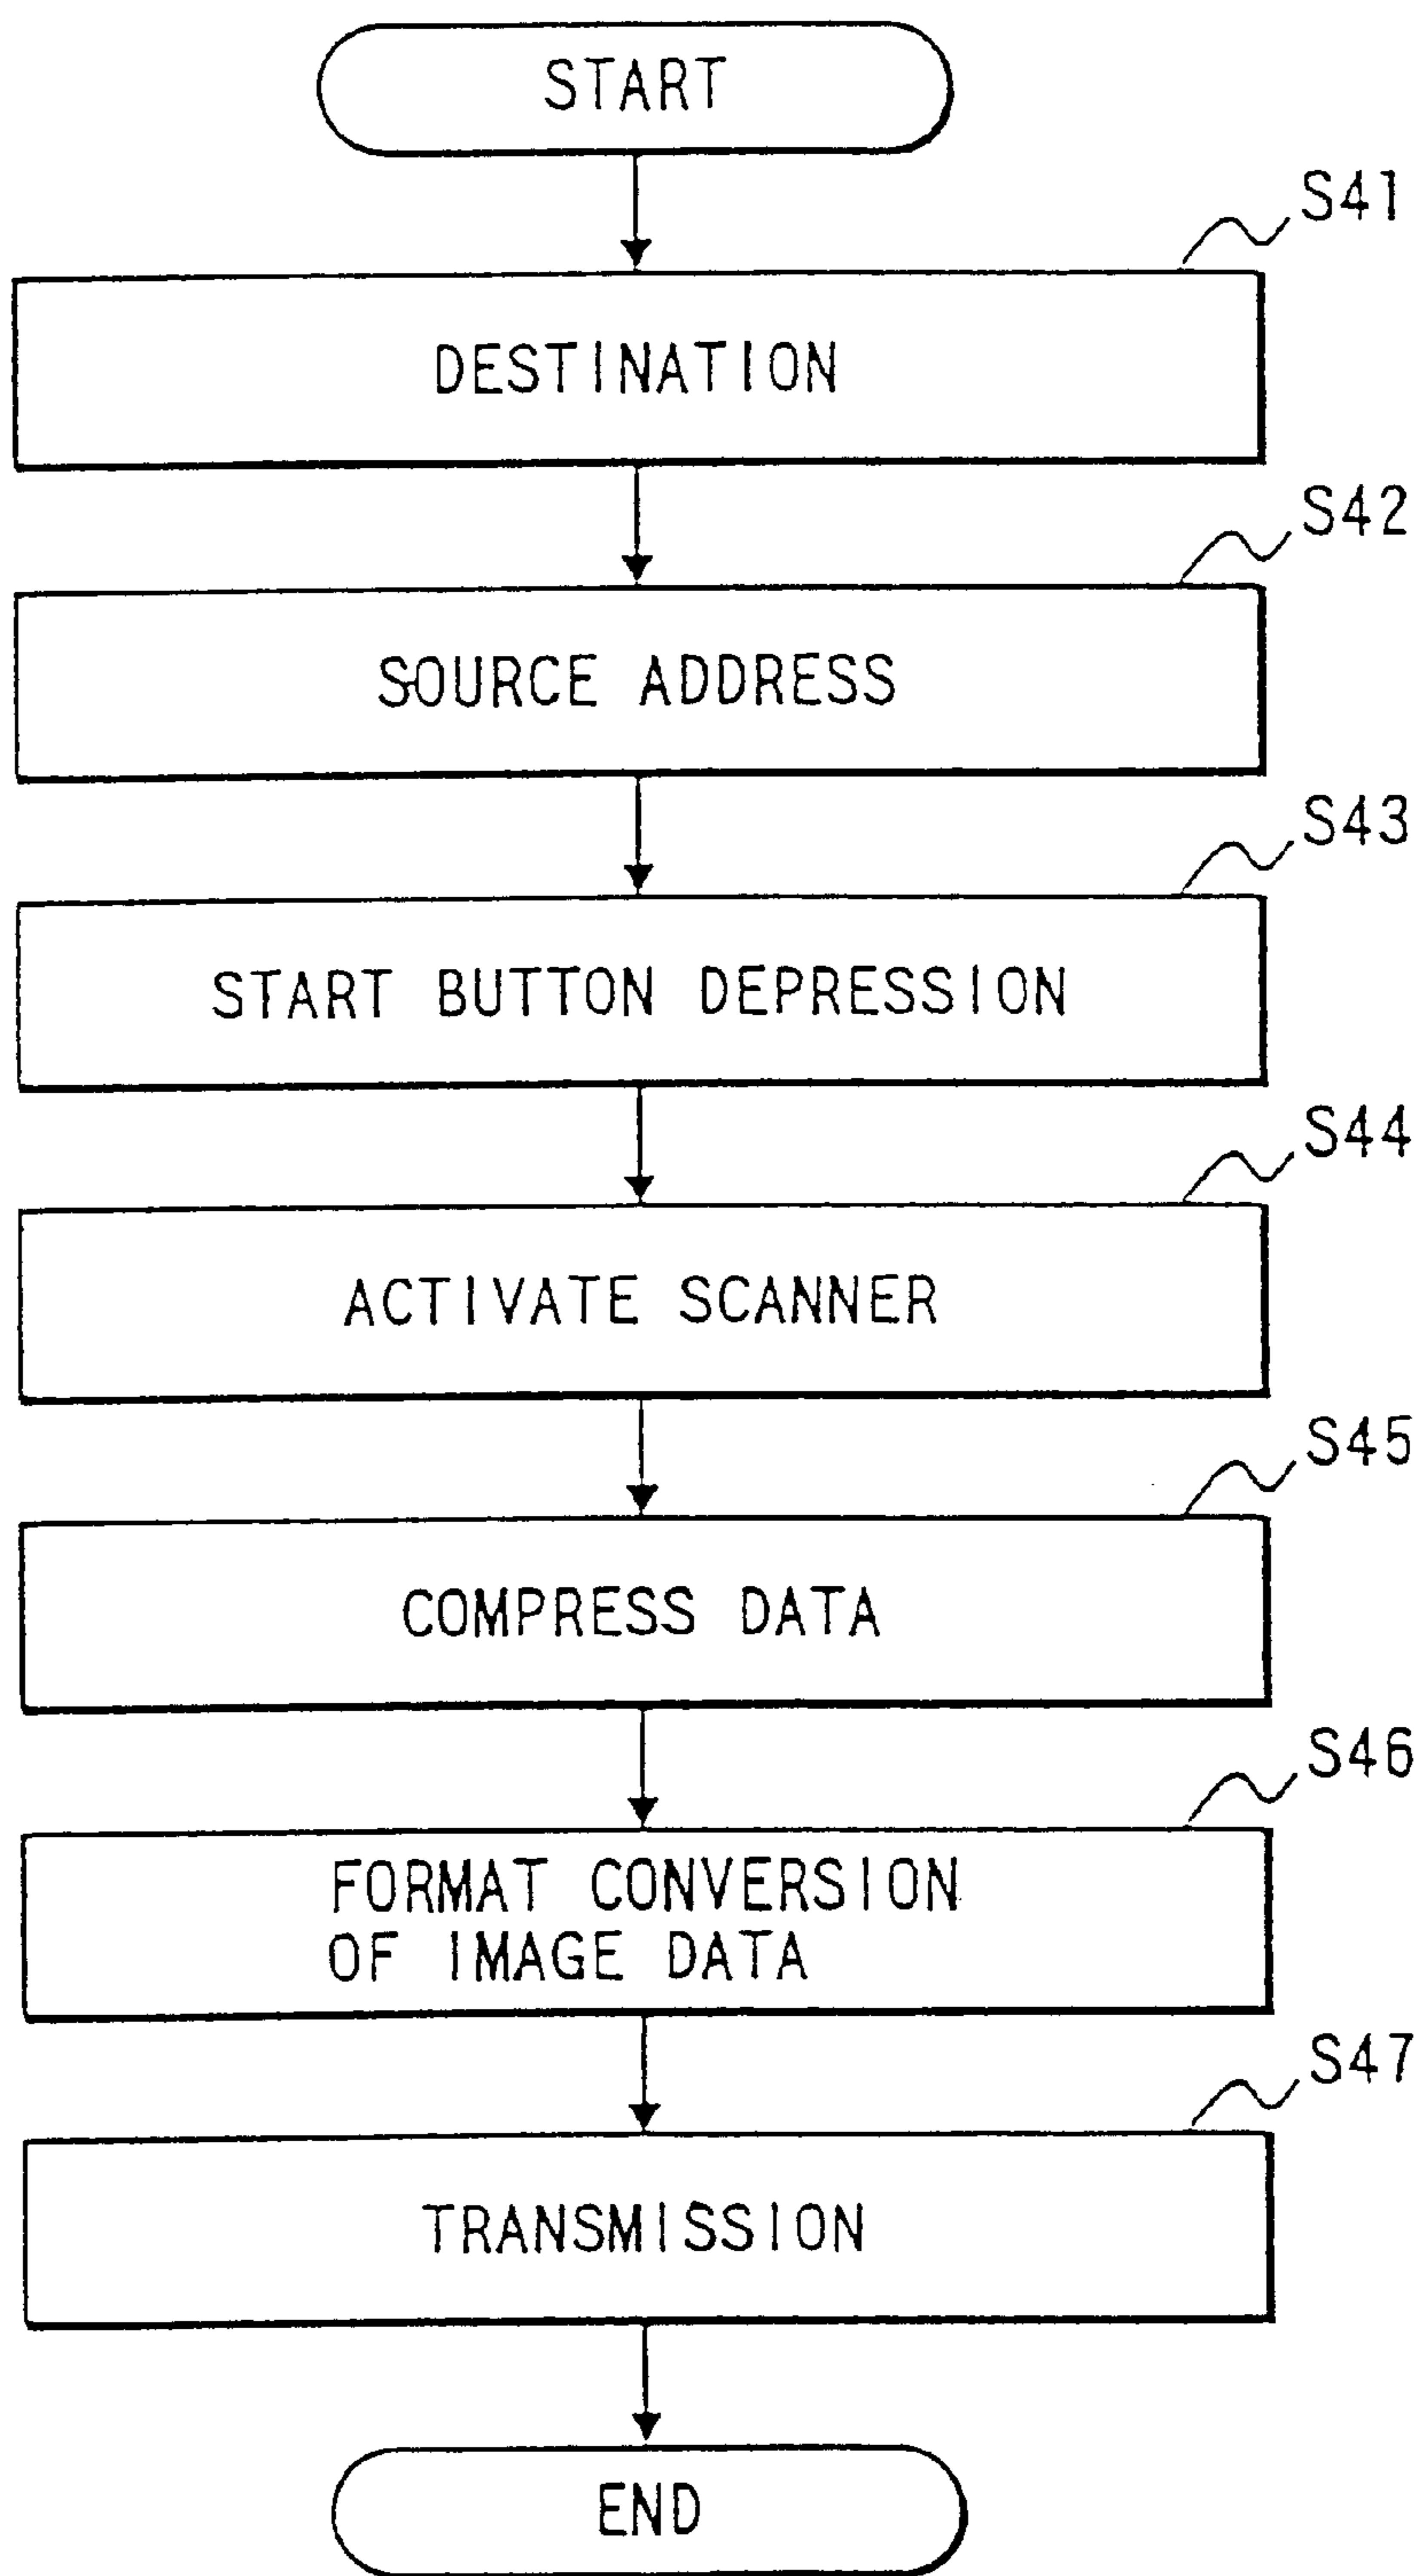 START
S41
DESTINATION
S42
SOURCE ADDRESS
S43
START BUTTON DEPRESSION
S44
ACTIVATE SCANNER
S45
COMPRESS DATA
S46
FORMAT CONVERSION
OF IMAGE DATA
S47
TRANSMISSION
END